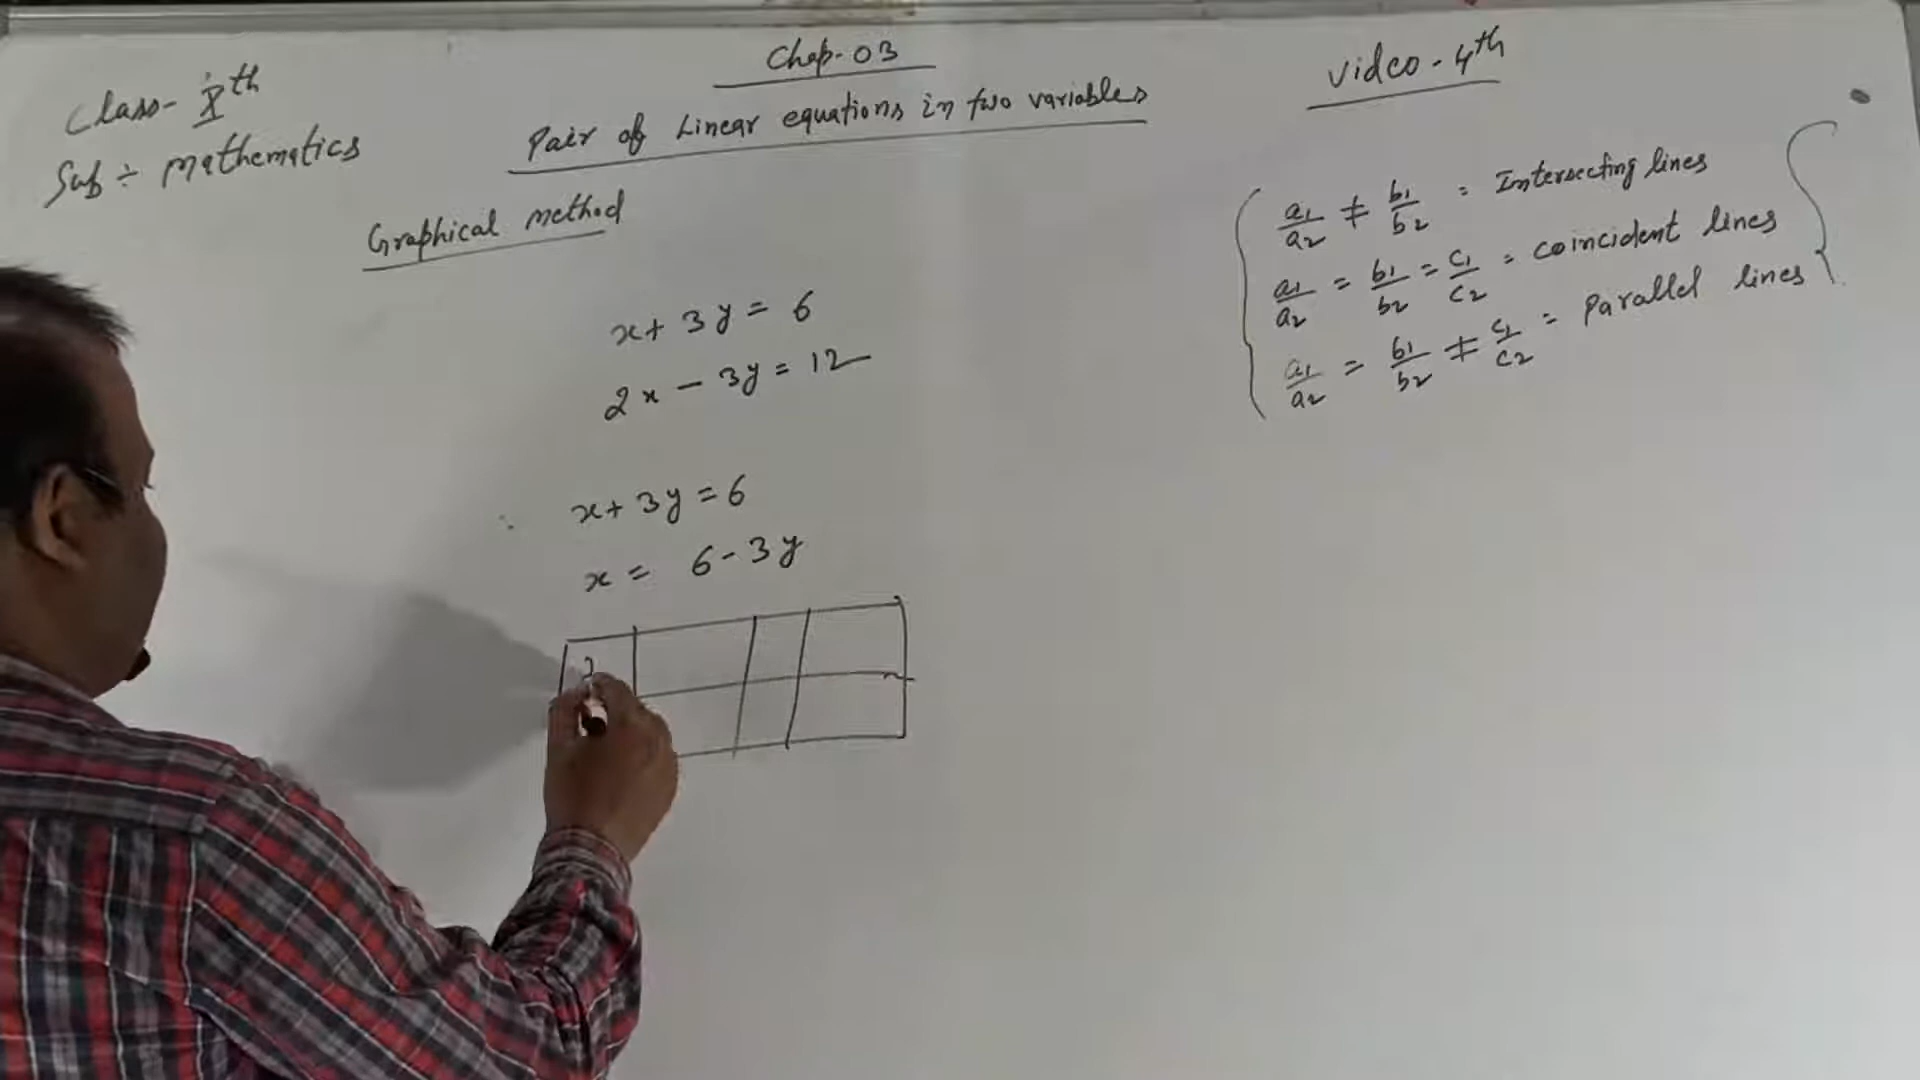 Chap-03
Video-4th
Class- Xth
Pair of Linear equations in two variables
Sub ÷ mathematics
Graphical method
a1/a2 ≠ b1/b2 = Intersecting lines
a1/a2 = b1/b2 = c1/c2 = coincident lines
a1/a2 = b1/b2 ≠ c1/c2 = Parallel lines
x + 3y = 6
2x - 3y = 12
x + 3y = 6
x = 6 - 3y